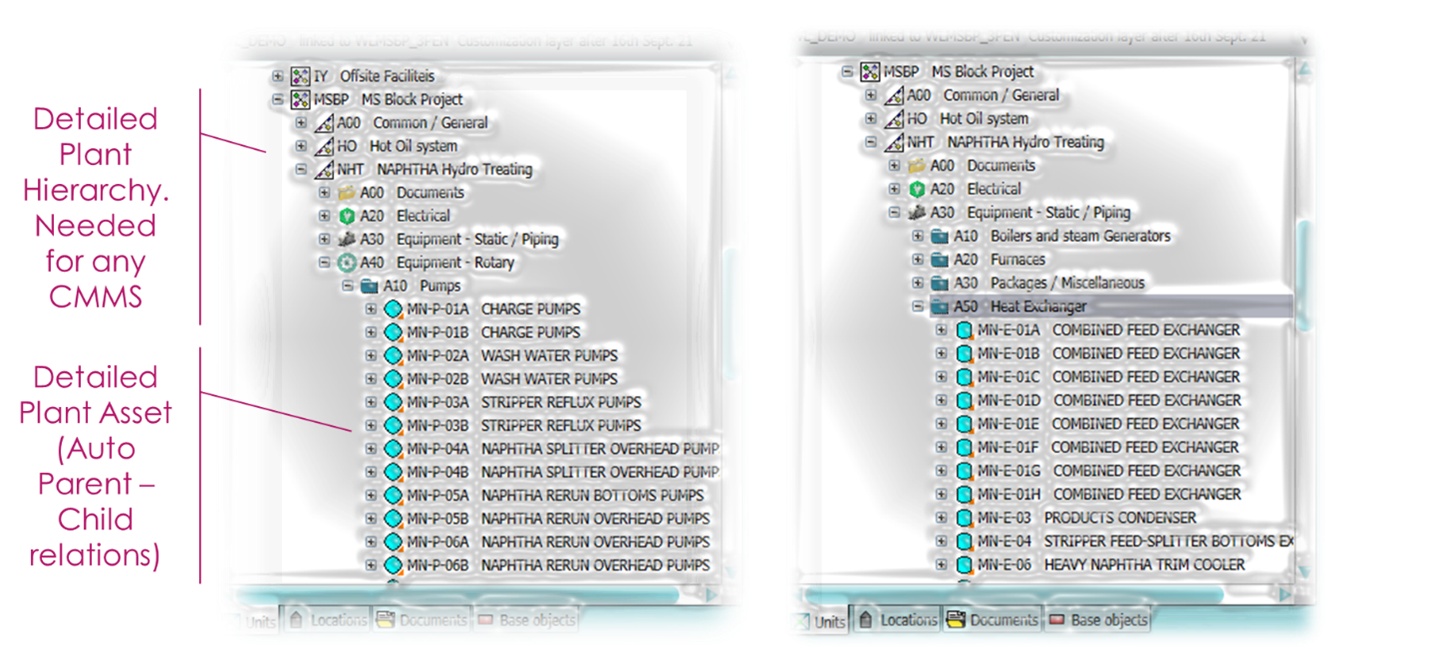 Detailed
Plant
Hierarchy.
Needed
for any
CMMS
Detailed
Plant Asset
(Auto
Parent –
Child
relations)
DEMO linked to WLMSBP_3PEN Customization layer after 16th Sept. 21
IY Offsite Faciliteis
MSBP MS Block Project
A00 Common / General
HO Hot Oil system
NHT NAPHTHA Hydro Treating
A00 Documents
A20 Electrical
A30 Equipment - Static / Piping
A40 Equipment - Rotary
A10 Pumps
MN-P-01A CHARGE PUMPS
MN-P-01B CHARGE PUMPS
MN-P-02A WASH WATER PUMPS
MN-P-02B WASH WATER PUMPS
MN-P-03A STRIPPER REFLUX PUMPS
MN-P-03B STRIPPER REFLUX PUMPS
MN-P-04A NAPHTHA SPLITTER OVERHEAD PUMP
MN-P-04B NAPHTHA SPLITTER OVERHEAD PUMP
MN-P-05A NAPHTHA RERUN BOTTOMS PUMPS
MN-P-05B NAPHTHA RERUN OVERHEAD PUMPS
MN-P-06A NAPHTHA RERUN OVERHEAD PUMPS
MN-P-06B NAPHTHA RERUN OVERHEAD PUMPS
Units Locations Documents Base objects
_DEMO linked to WLMSBP_3PEN Customization layer after 16th Sept. 21
MSBP MS Block Project
A00 Common / General
HO Hot Oil system
NHT NAPHTHA Hydro Treating
A00 Documents
A20 Electrical
A30 Equipment - Static / Piping
A10 Boilers and steam Generators
A20 Furnaces
A30 Packages / Miscellaneous
A50 Heat Exchanger
MN-E-01A COMBINED FEED EXCHANGER
MN-E-01B COMBINED FEED EXCHANGER
MN-E-01C COMBINED FEED EXCHANGER
MN-E-01D COMBINED FEED EXCHANGER
MN-E-01E COMBINED FEED EXCHANGER
MN-E-01F COMBINED FEED EXCHANGER
MN-E-01G COMBINED FEED EXCHANGER
MN-E-01H COMBINED FEED EXCHANGER
MN-E-03 PRODUCTS CONDENSER
MN-E-04 STRIPPER FEED-SPLITTER BOTTOMS EX
MN-E-06 HEAVY NAPHTHA TRIM COOLER
Units Locations Documents Base objects